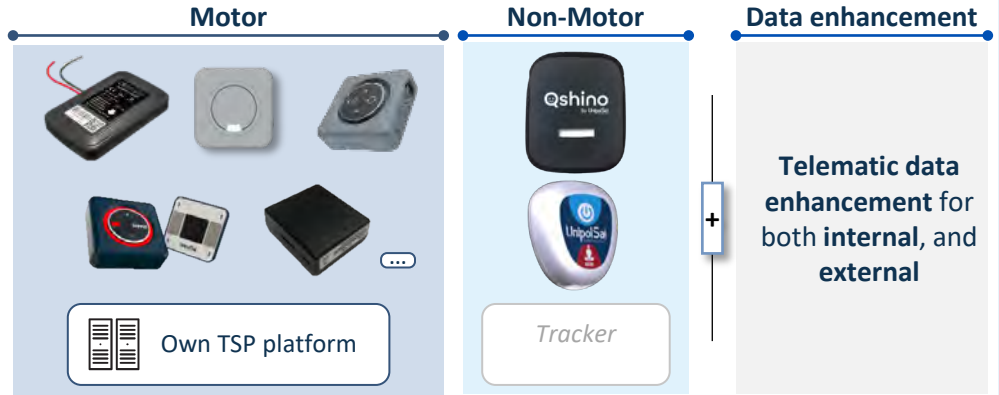 Motor
Non-Motor
Data enhancement
Qshino
by UnipolSai
UnipolSai
...
Own TSP platform
Tracker
+
Telematic data
enhancement for
both internal, and
external